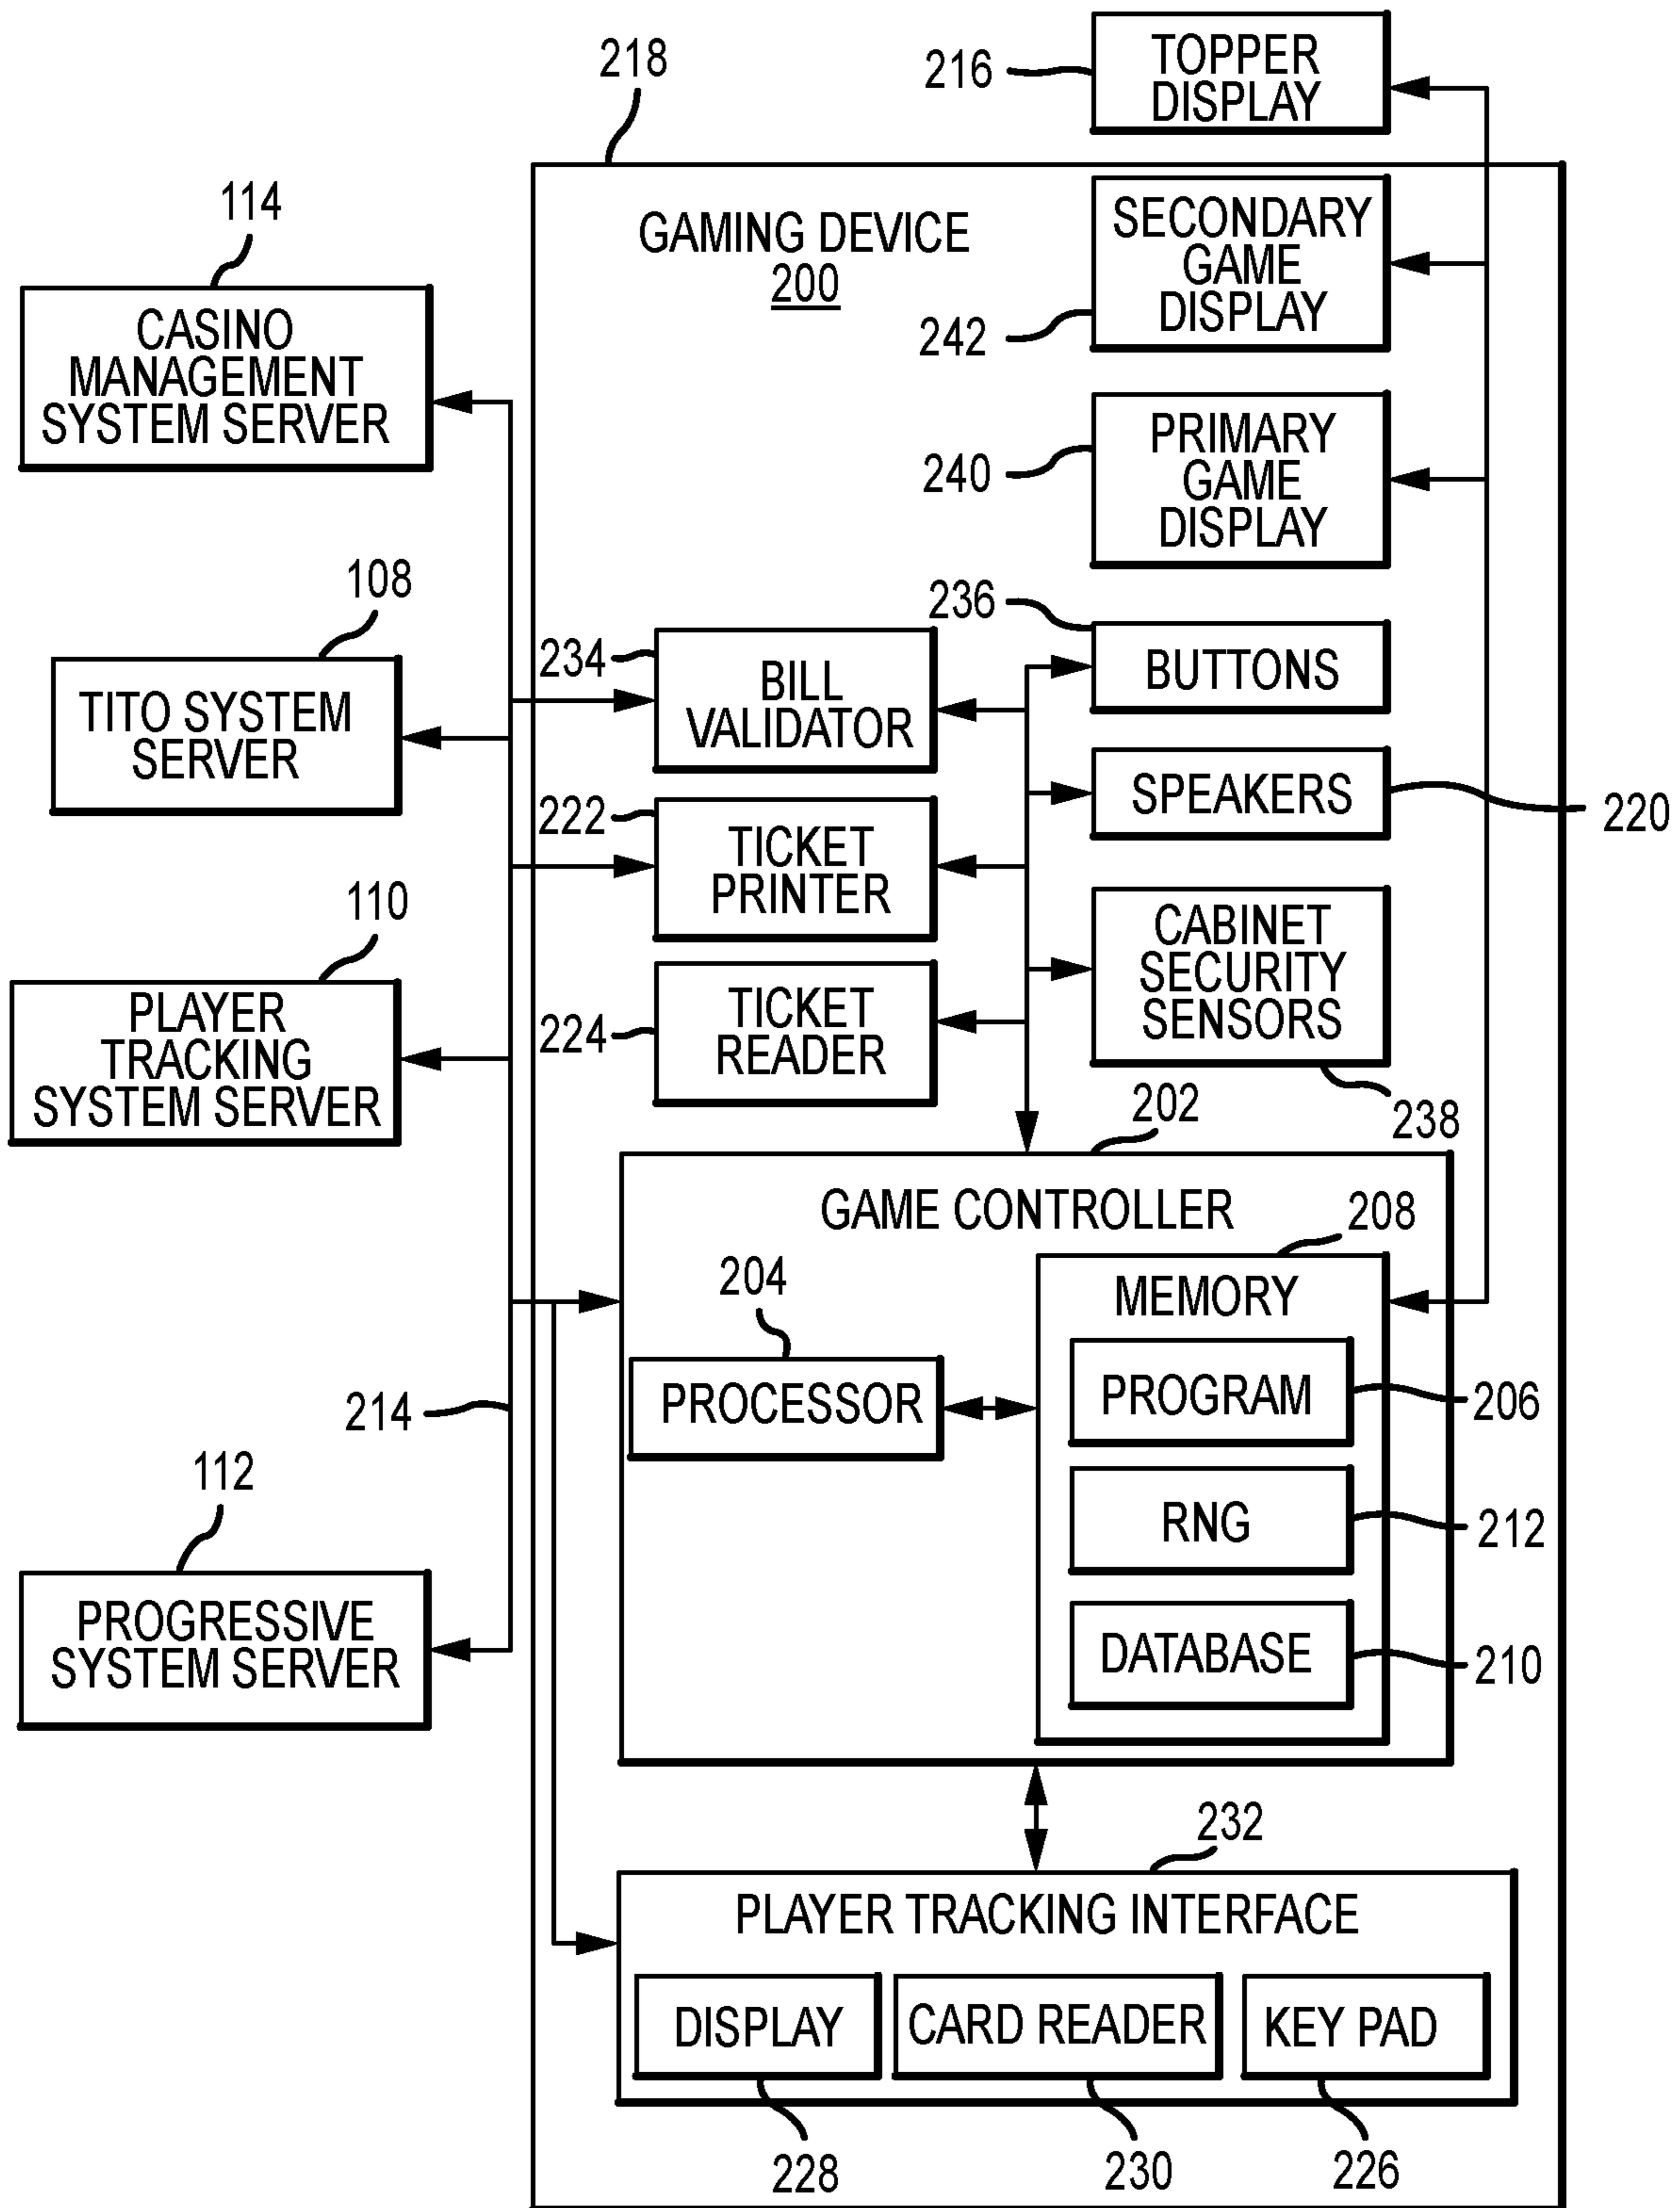 216
TOPPER
DISPLAY
218
GAMING DEVICE
200
SECONDARY
GAME
DISPLAY
242
114
CASINO
MANAGEMENT
SYSTEM SERVER
PRIMARY
GAME
DISPLAY
240
108
TITO SYSTEM
SERVER
234
BILL
VALIDATOR
236
BUTTONS
SPEAKERS
220
222
TICKET
PRINTER
110
PLAYER
TRACKING
SYSTEM SERVER
224
TICKET
READER
CABINET
SECURITY
SENSORS
238
202
GAME CONTROLLER
208
MEMORY
204
PROCESSOR
PROGRAM
206
214
RNG
212
112
PROGRESSIVE
SYSTEM SERVER
DATABASE
210
232
PLAYER TRACKING INTERFACE
DISPLAY
CARD READER
KEY PAD
228
230
226